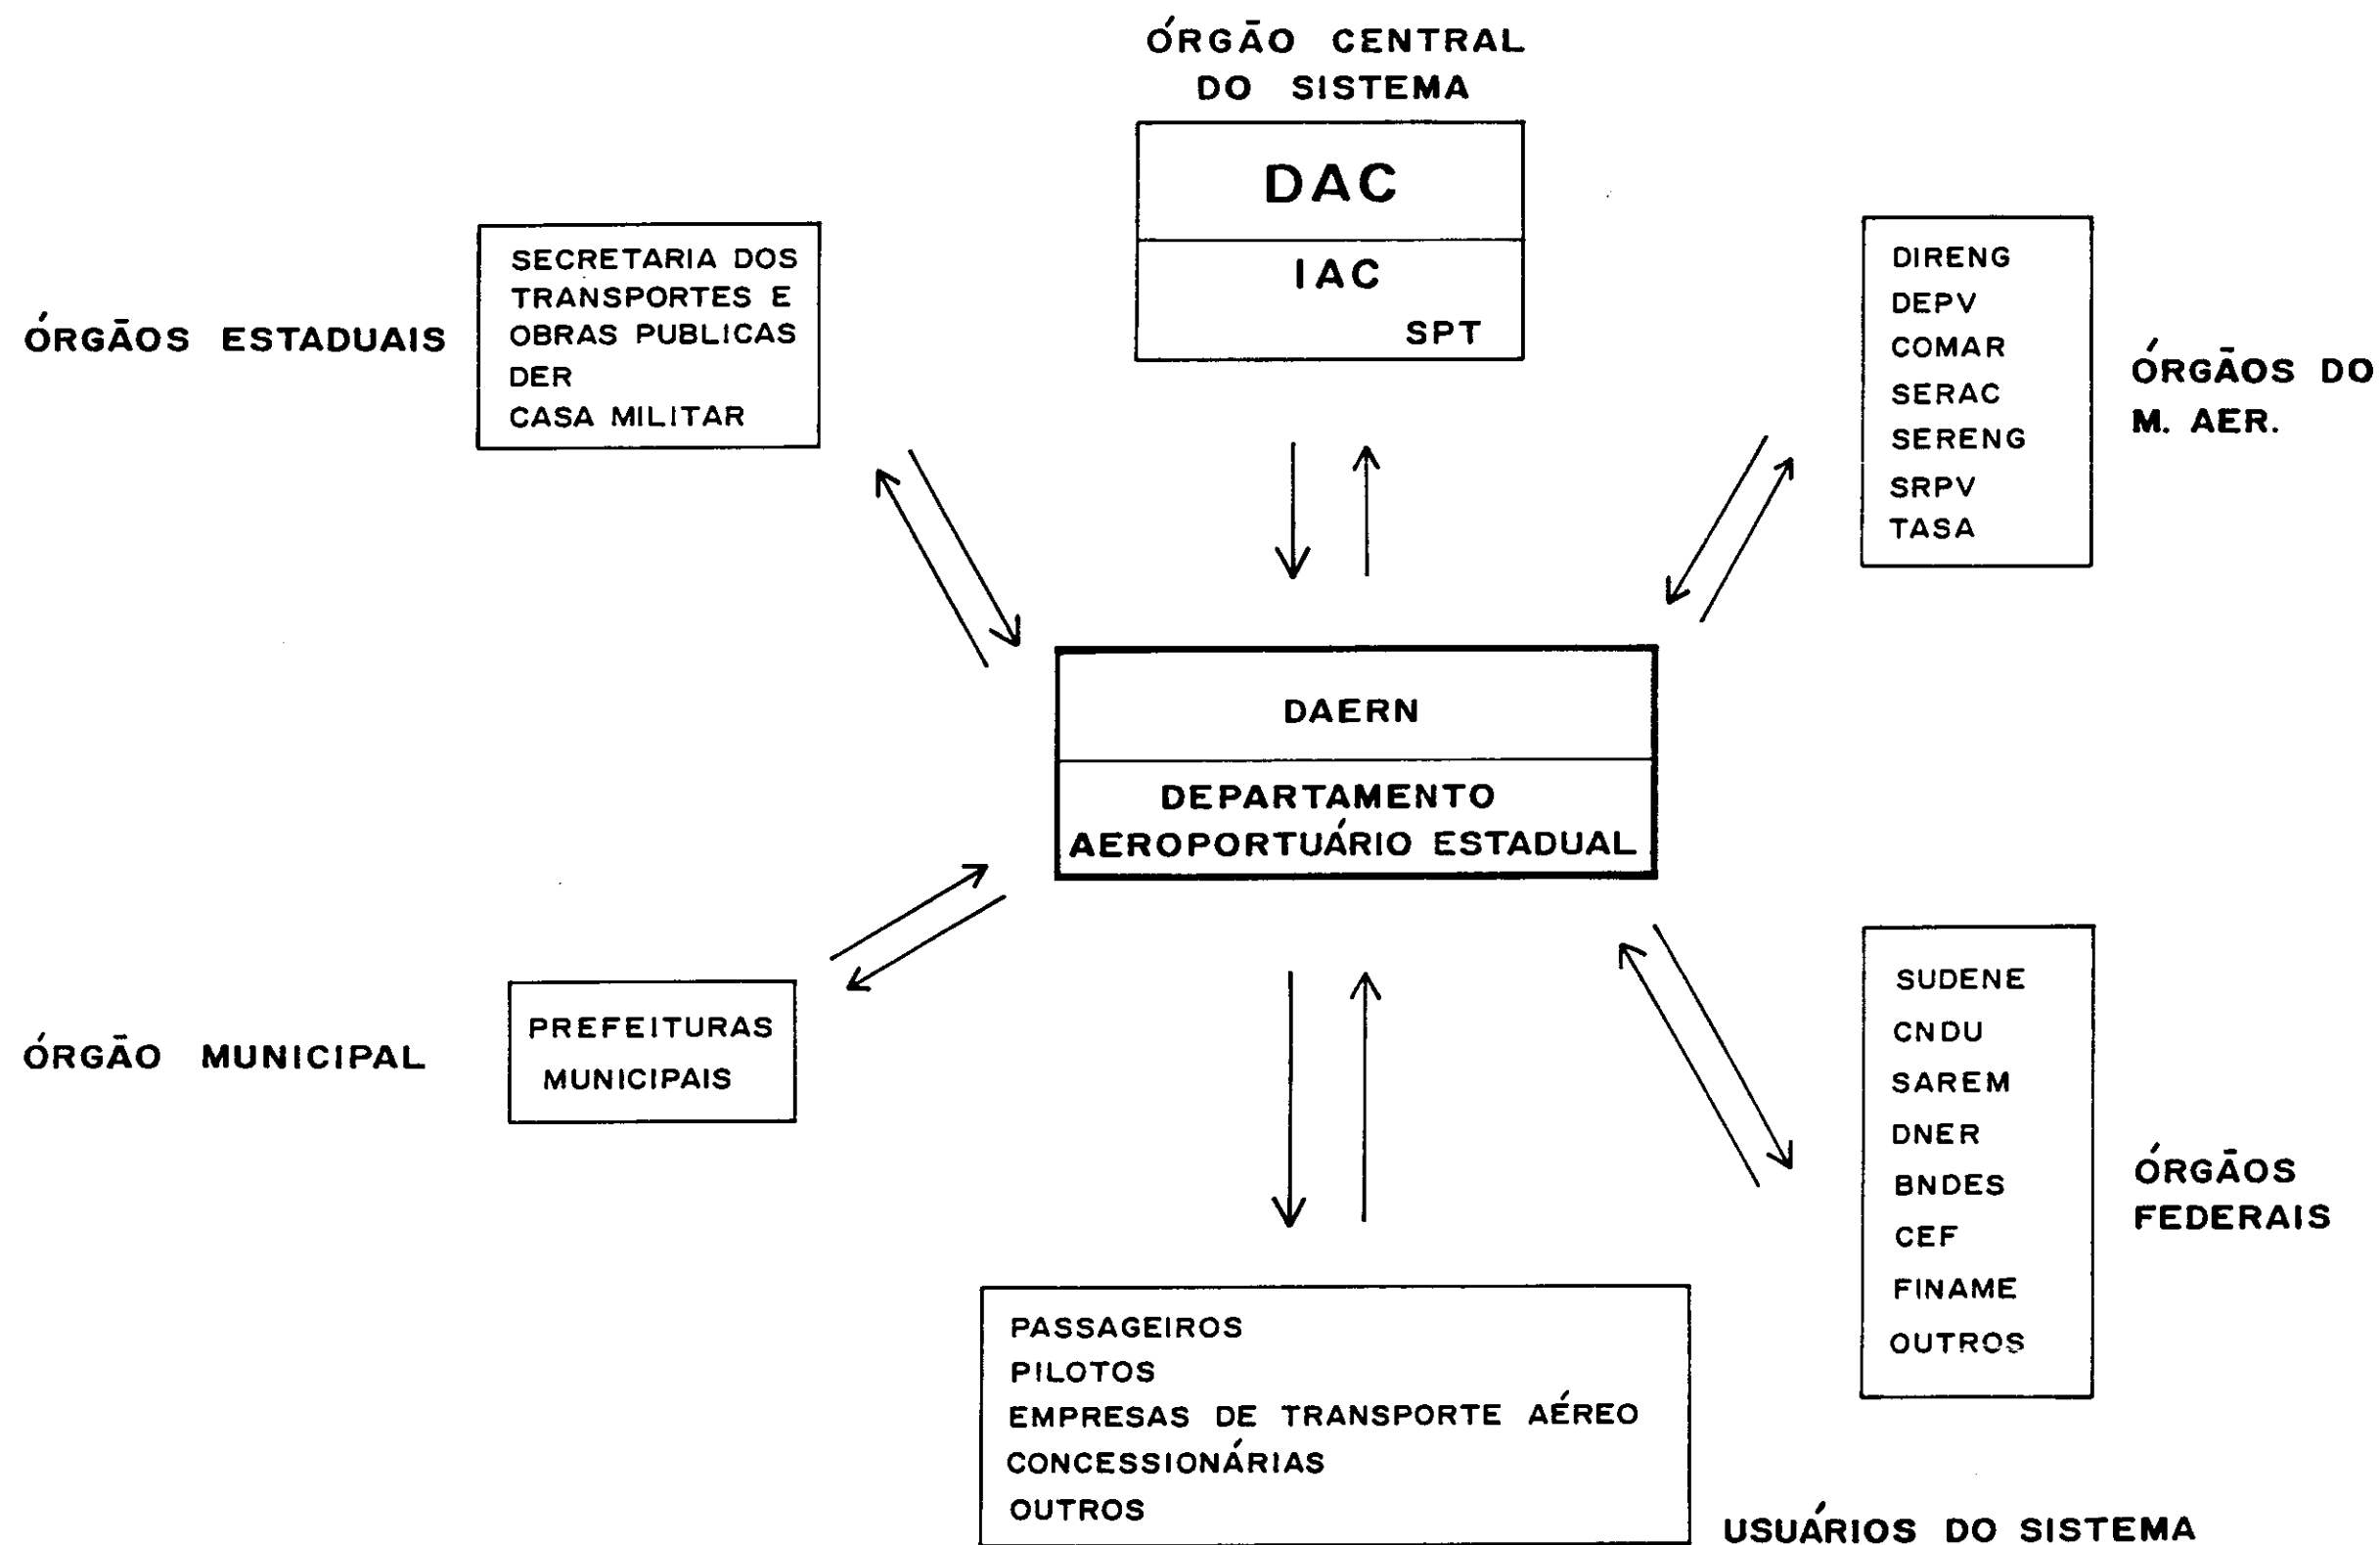 ÓRGÃO CENTRAL
DO SISTEMA
DAC
IAC
SPT
ÓRGÃOS ESTADUAIS
SECRETARIA DOS
TRANSPORTES E
OBRAS PUBLICAS
DER
CASA MILITAR
DIRENG
DEPV
COMAR
SERAC
SERENG
SRPV
TASA
ÓRGÃOS DO
M. AER.
DAERN
DEPARTAMENTO
AEROPORTUÁRIO ESTADUAL
ÓRGÃO MUNICIPAL
PREFEITURAS
MUNICIPAIS
SUDENE
CNDU
SAREM
DNER
BNDES
CEF
FINAME
OUTROS
ÓRGÃOS
FEDERAIS
PASSAGEIROS
PILOTOS
EMPRESAS DE TRANSPORTE AÉREO
CONCESSIONÁRIAS
OUTROS
USUÁRIOS DO SISTEMA